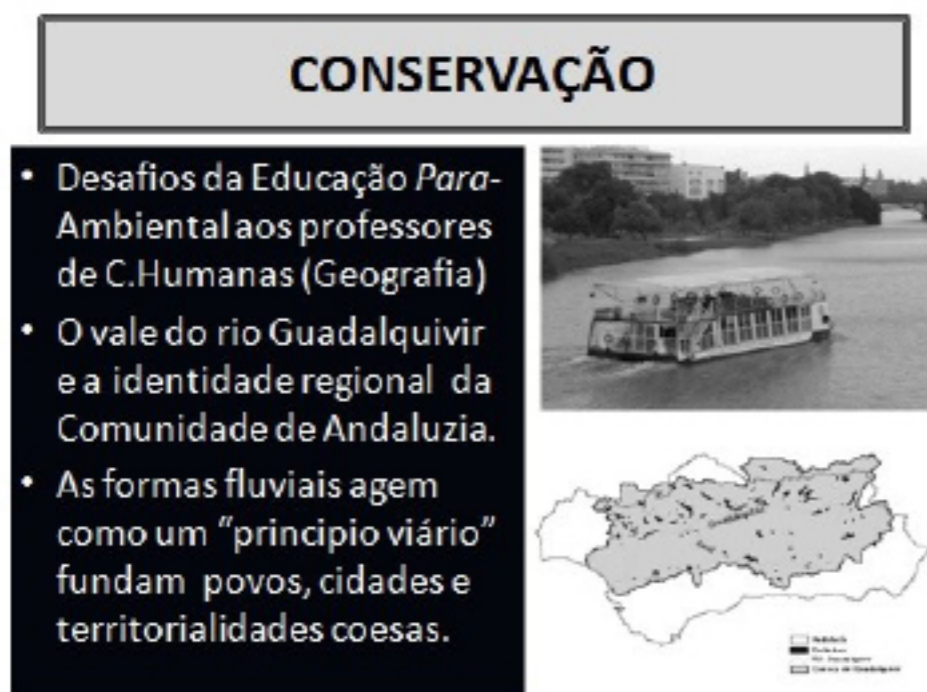 CONSERVAÇÃO
• Desafios da Educação Para-
Ambiental aos professores
de C.Humanas (Geografia)
• O vale do rio Guadalquivir
e a identidade regional da
Comunidade de Andaluzia.
• As formas fluviais agem
como um “principio viário”
fundam povos, cidades e
territorialidades coesas.